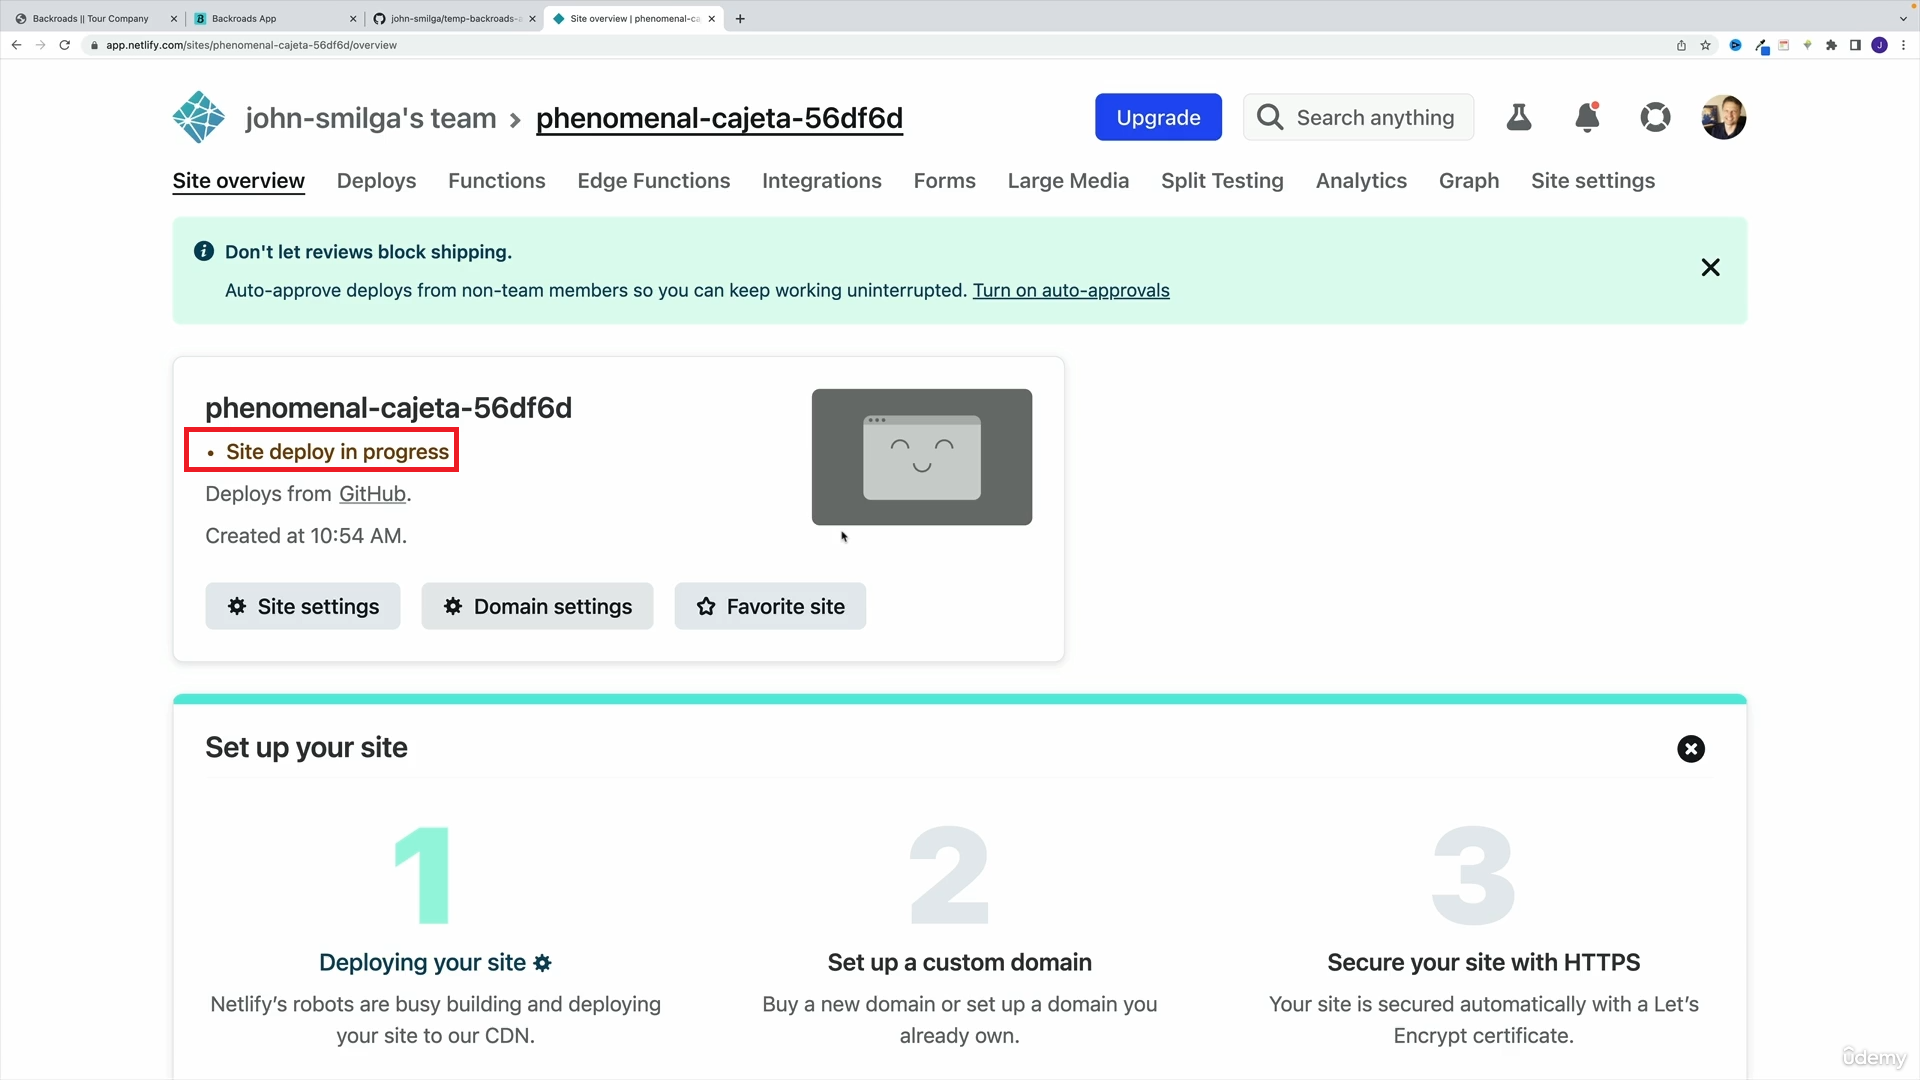 Backroads || Tour Company
Backroads App
john-smilga/temp-backroads-a
Site overview | phenomenal-ca
app.netlify.com/sites/phenomenal-cajeta-56df6d/overview
J
john-smilga's team > phenomenal-cajeta-56df6d
Upgrade
Search anything
Site overview Deploys Functions Edge Functions Integrations Forms Large Media Split Testing Analytics Graph Site settings
Don't let reviews block shipping.
Auto-approve deploys from non-team members so you can keep working uninterrupted. Turn on auto-approvals
phenomenal-cajeta-56df6d
• Site deploy in progress
Deploys from GitHub.
Created at 10:54 AM.
Site settings
Domain settings
Favorite site
Set up your site
1
Deploying your site
Netlify’s robots are busy building and deploying
your site to our CDN.
2
Set up a custom domain
Buy a new domain or set up a domain you
already own.
3
Secure your site with HTTPS
Your site is secured automatically with a Let’s
Encrypt certificate.
ûdemy